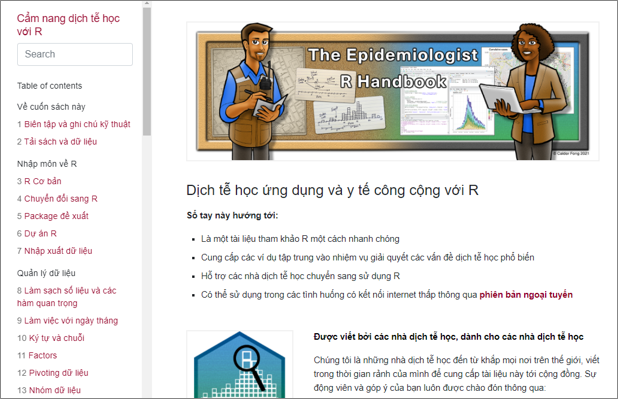 Cẩm nang dịch tễ học
với R
Search
Table of contents
Về cuốn sách này
1 Biên tập và ghi chú kỹ thuật
2 Tải sách và dữ liệu
Nhập môn về R
3 R Cơ bản
4 Chuyển đổi sang R
5 Package đề xuất
6 Dự án R
7 Nhập xuất dữ liệu
Quản lý dữ liệu
8 Làm sạch số liệu và các
hàm quan trọng
9 Làm việc với ngày tháng
10 Ký tự và chuỗi
11 Factors
12 Pivoting dữ liệu
13 Nhóm dữ liệu
The Epidemiologist
R Handbook
Dịch tễ học ứng dụng và y tế công cộng với R
Sổ tay này hướng tới:
Là một tài liệu tham khảo R một cách nhanh chóng
Cung cấp các ví dụ tập trung vào nhiệm vụ giải quyết các vấn đề dịch tễ học phổ biến
Hỗ trợ các nhà dịch tễ học chuyển sang sử dụng R
Có thể sử dụng trong các tình huống có kết nối internet thấp thông qua phiên bản ngoại tuyến
Được viết bởi các nhà dịch tễ học, dành cho các nhà dịch tễ học
Chúng tôi là những nhà dịch tễ học đến từ khắp mọi nơi trên thế giới, viết
trong thời gian rảnh của mình để cung cấp tài liệu này tới cộng đồng. Sự
động viên và góp ý của bạn luôn được chào đón thông qua: